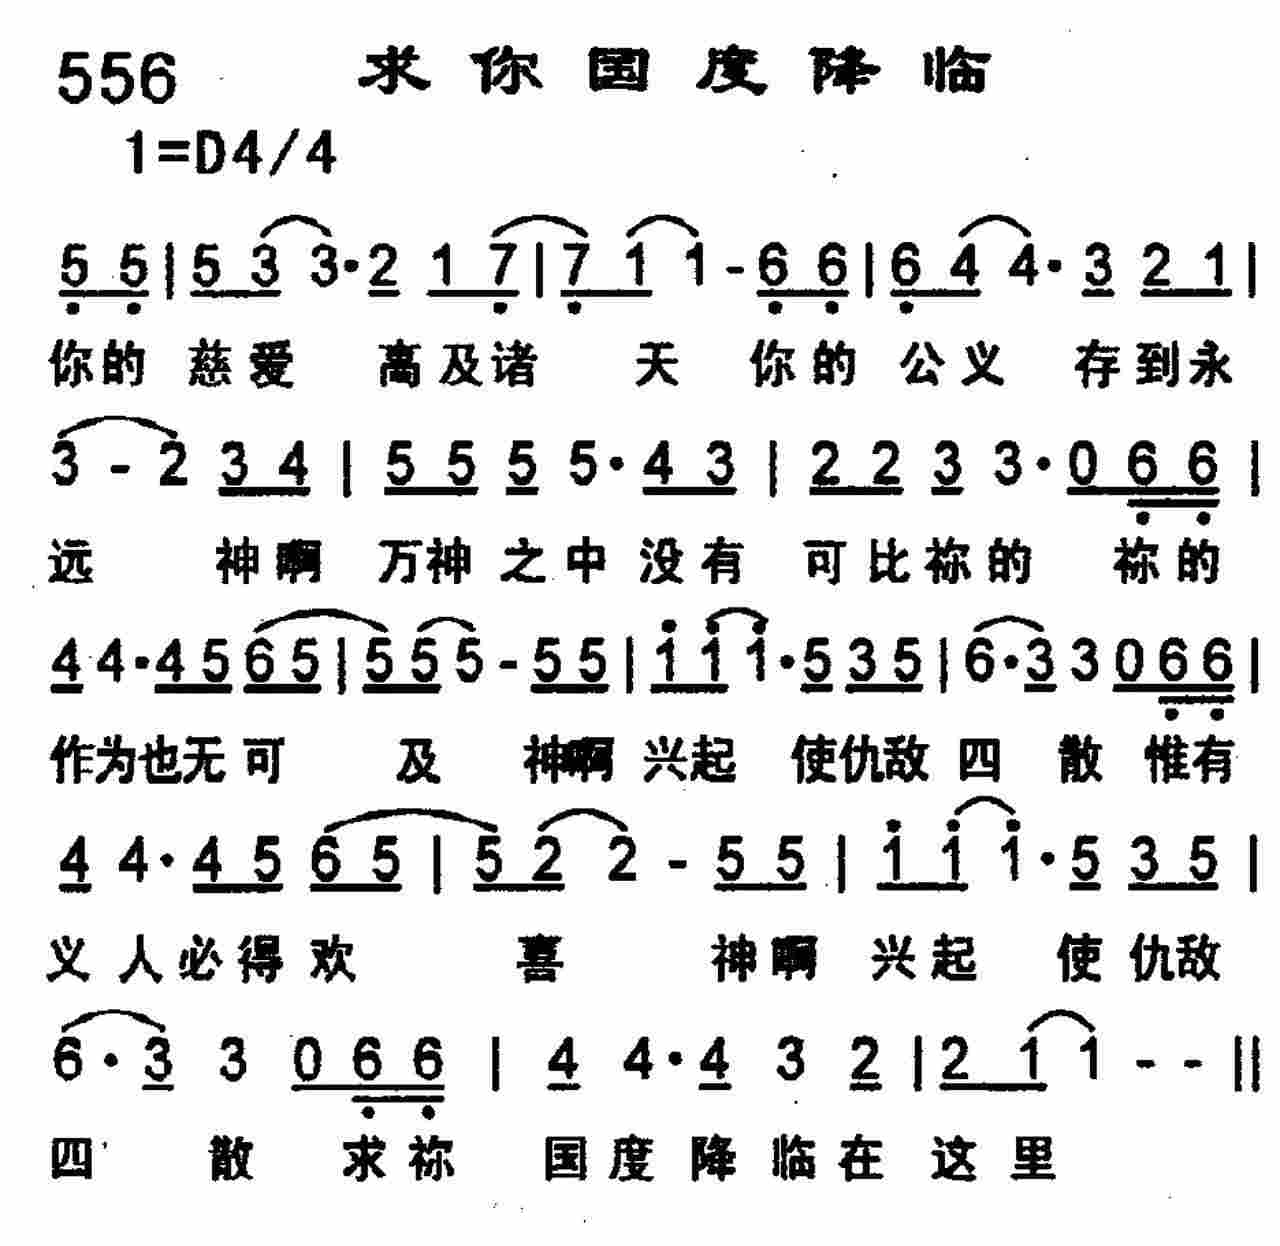 556 求你国度降临
1=D4/4
5 5 | 5 3 3· 2 1 7 | 7 1 1 - 6 6 | 6 4 4· 3 2 1 |
你的 慈爱 高及诸 天 你的 公义 存到永
3 - 2 3 4 | 5 5 5 5· 4 3 | 2 2 3 3· 0 6 6 |
远 神啊 万神之中没有 可比祢的 祢的
4 4· 4 5 6 5 | 5 5 5 - 5 5 | 1 1 1· 5 3 5 | 6· 3 3 0 6 6 |
作为也无可 及 神啊 兴起 使仇敌 四 散 惟有
4 4· 4 5 6 5 | 5 2 2 - 5 5 | 1 1 1· 5 3 5 |
义人必得欢 喜 神啊 兴起 使仇敌
6· 3 3 0 6 6 | 4 4· 4 3 2 | 2 1 1 - - ||
四 散 求祢 国度降临在 这里